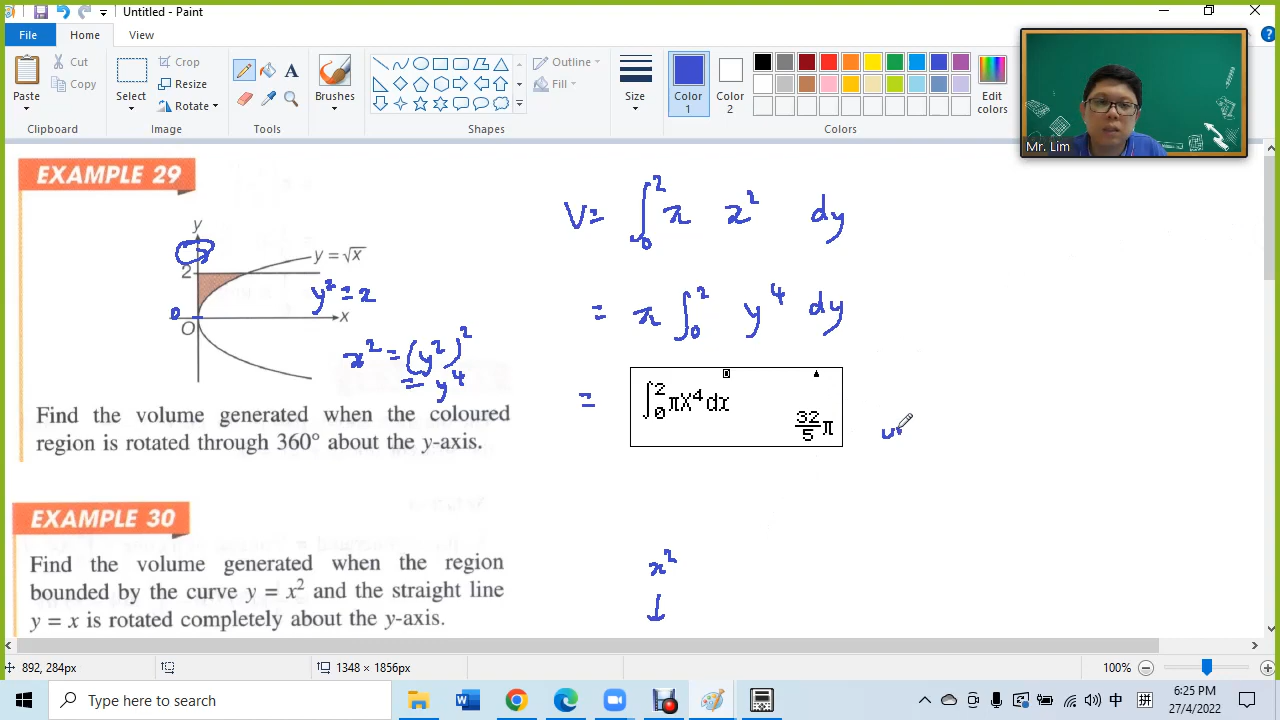 Untitled - Paint
File
Home
View
Paste
Cut
Copy
Clipboard
Select
Crop
Resize
Rotate
Image
A
Tools
Brushes
Outline
Fill
Shapes
Size
Color 1
Color 2
Edit colors
Colors
Mr. Lim
EXAMPLE 29
y
2
y = √x
y² = x
0
O
x
x² = (y²)²
= y⁴
Find the volume generated when the coloured
region is rotated through 360° about the y-axis.
V = ∫₀² π x² dy
= π ∫₀² y⁴ dy
= ∫₀² πX⁴dx
32/5 π
EXAMPLE 30
Find the volume generated when the region
bounded by the curve y = x² and the straight line
y = x is rotated completely about the y-axis.
x²
↓
892, 284px
1348 × 1856px
100%
Type here to search
中
拼
6:25 PM
27/4/2022